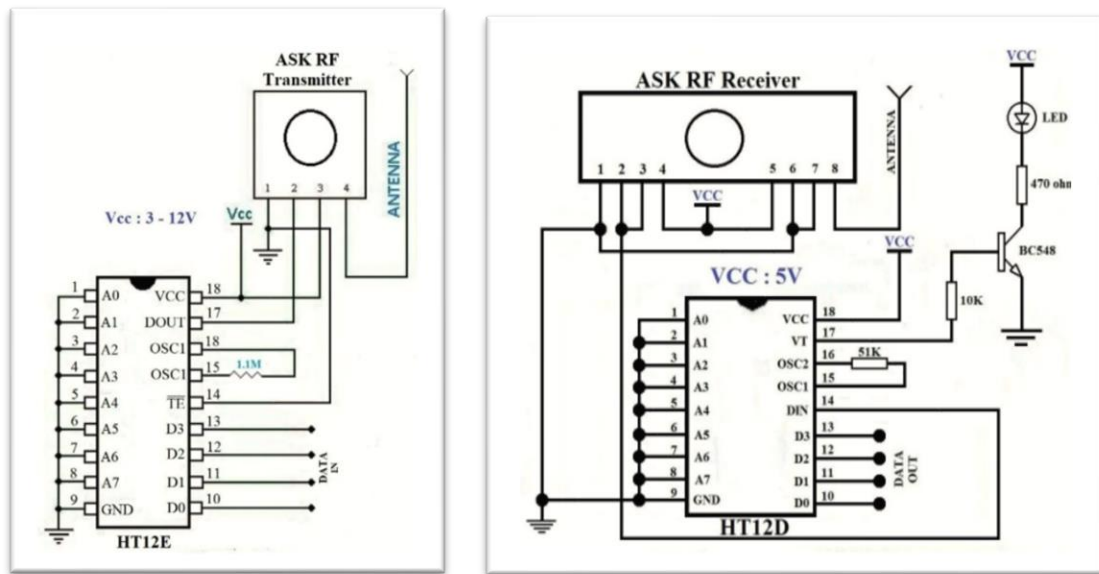 ASK RF
Transmitter
1 2 3 4
ANTENNA
Vcc : 3 - 12V
Vcc
1 A0 VCC 18
2 A1 DOUT 17
3 A2 OSC1 18
4 A3 OSC1 15 1.1M
5 A4 TE 14
6 A5 D3 13
7 A6 D2 12
8 A7 D1 11
9 GND D0 10
DATA
IN
HT12E
ASK RF Receiver
1 2 3 4 5 6 7 8
ANTENNA
VCC
VCC
LED
470 ohm
BC548
10K
VCC
VCC : 5V
1 A0 VCC 18
2 A1 VT 17
3 A2 OSC2 16 51K
4 A3 OSC1 15
5 A4 DIN 14
6 A5 D3 13
7 A6 D2 12
8 A7 D1 11
9 GND D0 10
DATA
OUT
HT12D